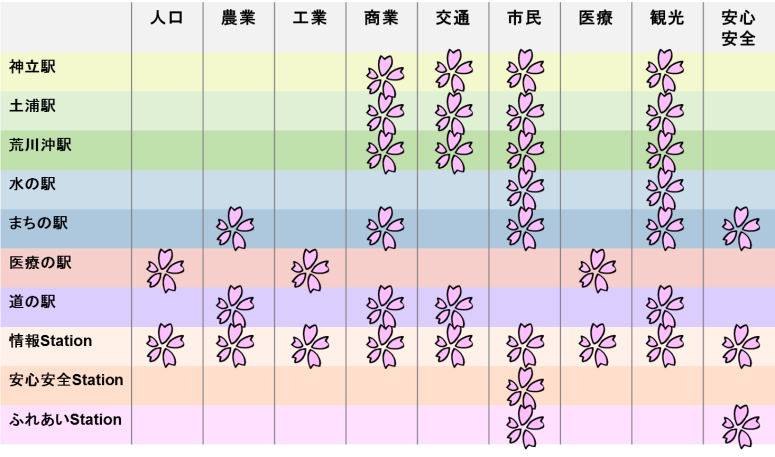 人口 農業 工業 商業 交通 市民 医療 観光 安心
安全
神立駅
土浦駅
荒川沖駅
水の駅
まちの駅
医療の駅
道の駅
情報Station
安心安全Station
ふれあいStation